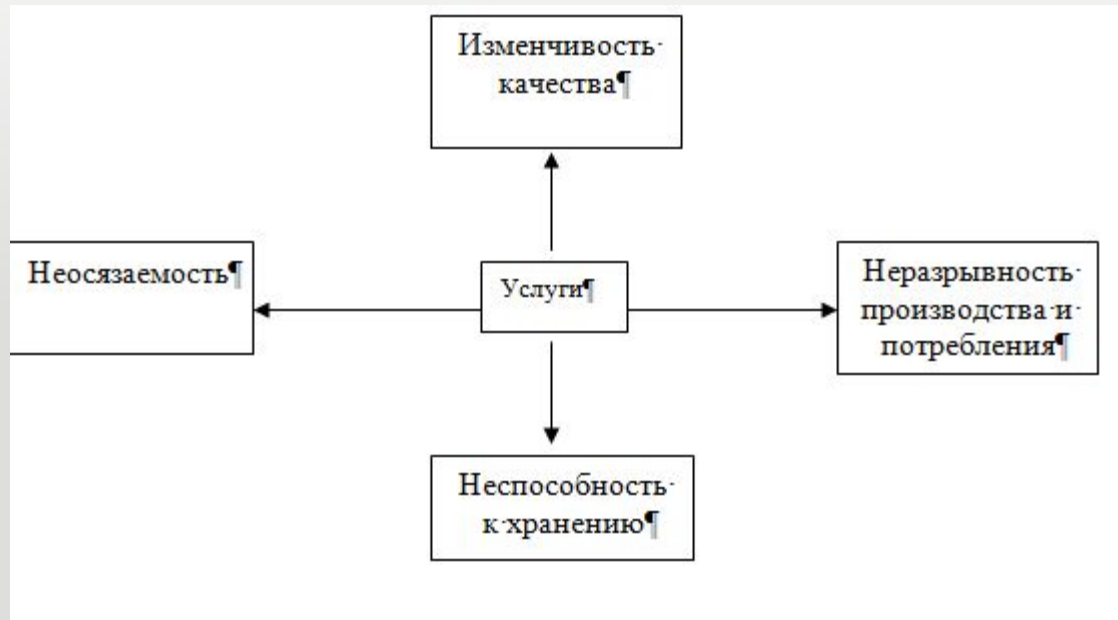 Изменчивость·
качества¶
Неосязаемость¶
Услуги¶
Неразрывность·
производства·и·
потребления¶
Неспособность·
к·хранению¶